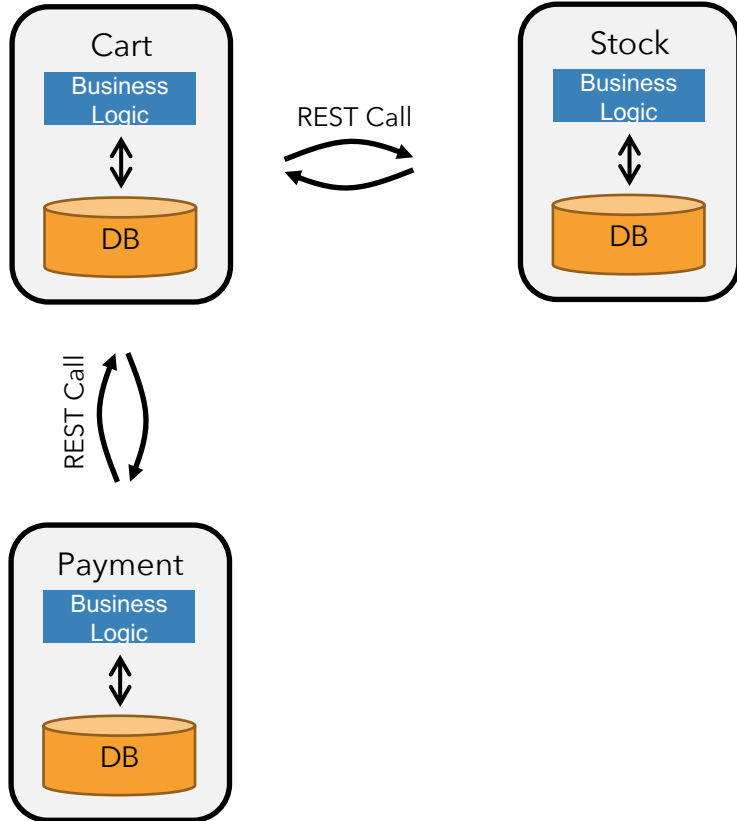 Cart
Business
Logic
DB
REST Call
Stock
Business
Logic
DB
REST Call
Payment
Business
Logic
DB